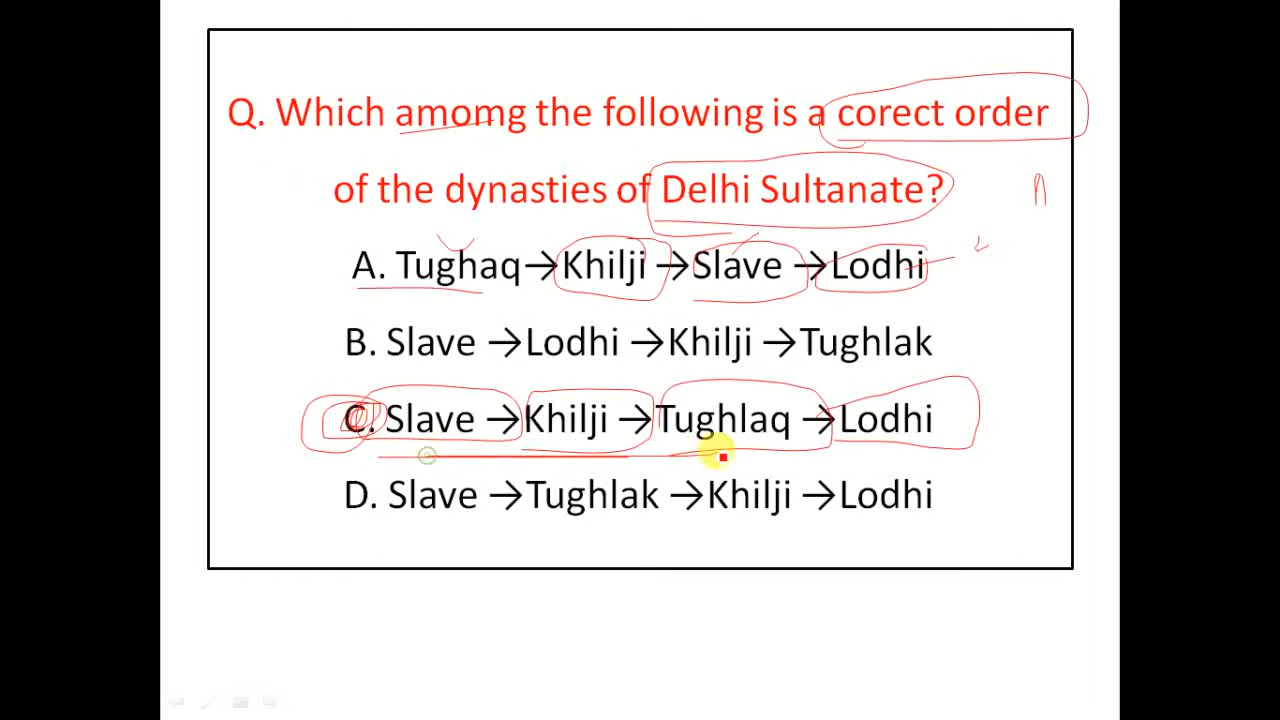 Q. Which amomg the following is a corect order
of the dynasties of Delhi Sultanate?
A. Tughaq→Khilji →Slave →Lodhi
B. Slave →Lodhi →Khilji →Tughlak
C. Slave →Khilji →Tughlaq →Lodhi
D. Slave →Tughlak →Khilji →Lodhi